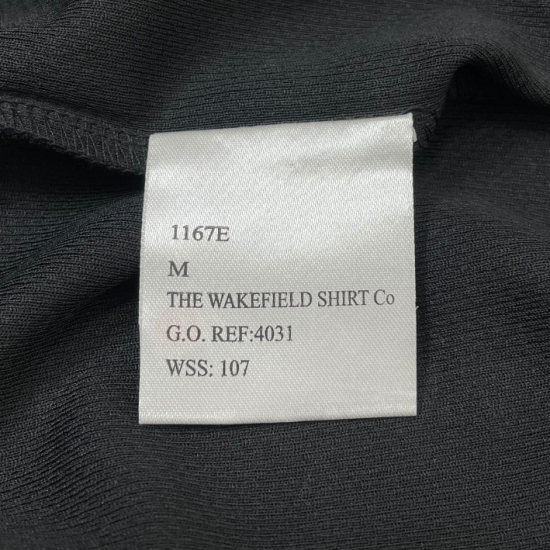 1167E
M
THE WAKEFIELD SHIRT Co
G.O. REF:4031
WSS: 107